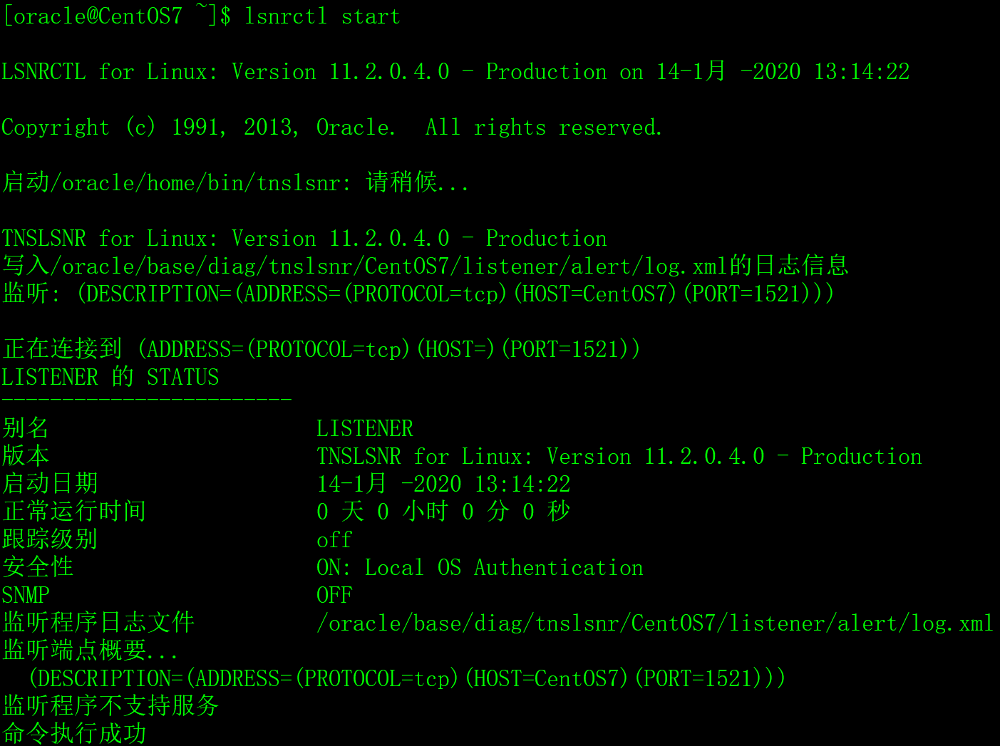 [oracle@CentOS7 ~]$ lsnrctl start
LSNRCTL for Linux: Version 11.2.0.4.0 - Production on 14-1月 -2020 13:14:22
Copyright (c) 1991, 2013, Oracle.  All rights reserved.
启动/oracle/home/bin/tnslsnr: 请稍候...
TNSLSNR for Linux: Version 11.2.0.4.0 - Production
写入/oracle/base/diag/tnslsnr/CentOS7/listener/alert/log.xml的日志信息
监听: (DESCRIPTION=(ADDRESS=(PROTOCOL=tcp)(HOST=CentOS7)(PORT=1521)))
正在连接到 (ADDRESS=(PROTOCOL=tcp)(HOST=)(PORT=1521))
LISTENER 的 STATUS
------------------------
别名                      LISTENER
版本                      TNSLSNR for Linux: Version 11.2.0.4.0 - Production
启动日期                  14-1月 -2020 13:14:22
正常运行时间              0 天 0 小时 0 分 0 秒
跟踪级别                  off
安全性                    ON: Local OS Authentication
SNMP                      OFF
监听程序日志文件          /oracle/base/diag/tnslsnr/CentOS7/listener/alert/log.xml
监听端点概要...
  (DESCRIPTION=(ADDRESS=(PROTOCOL=tcp)(HOST=CentOS7)(PORT=1521)))
监听程序不支持服务
命令执行成功